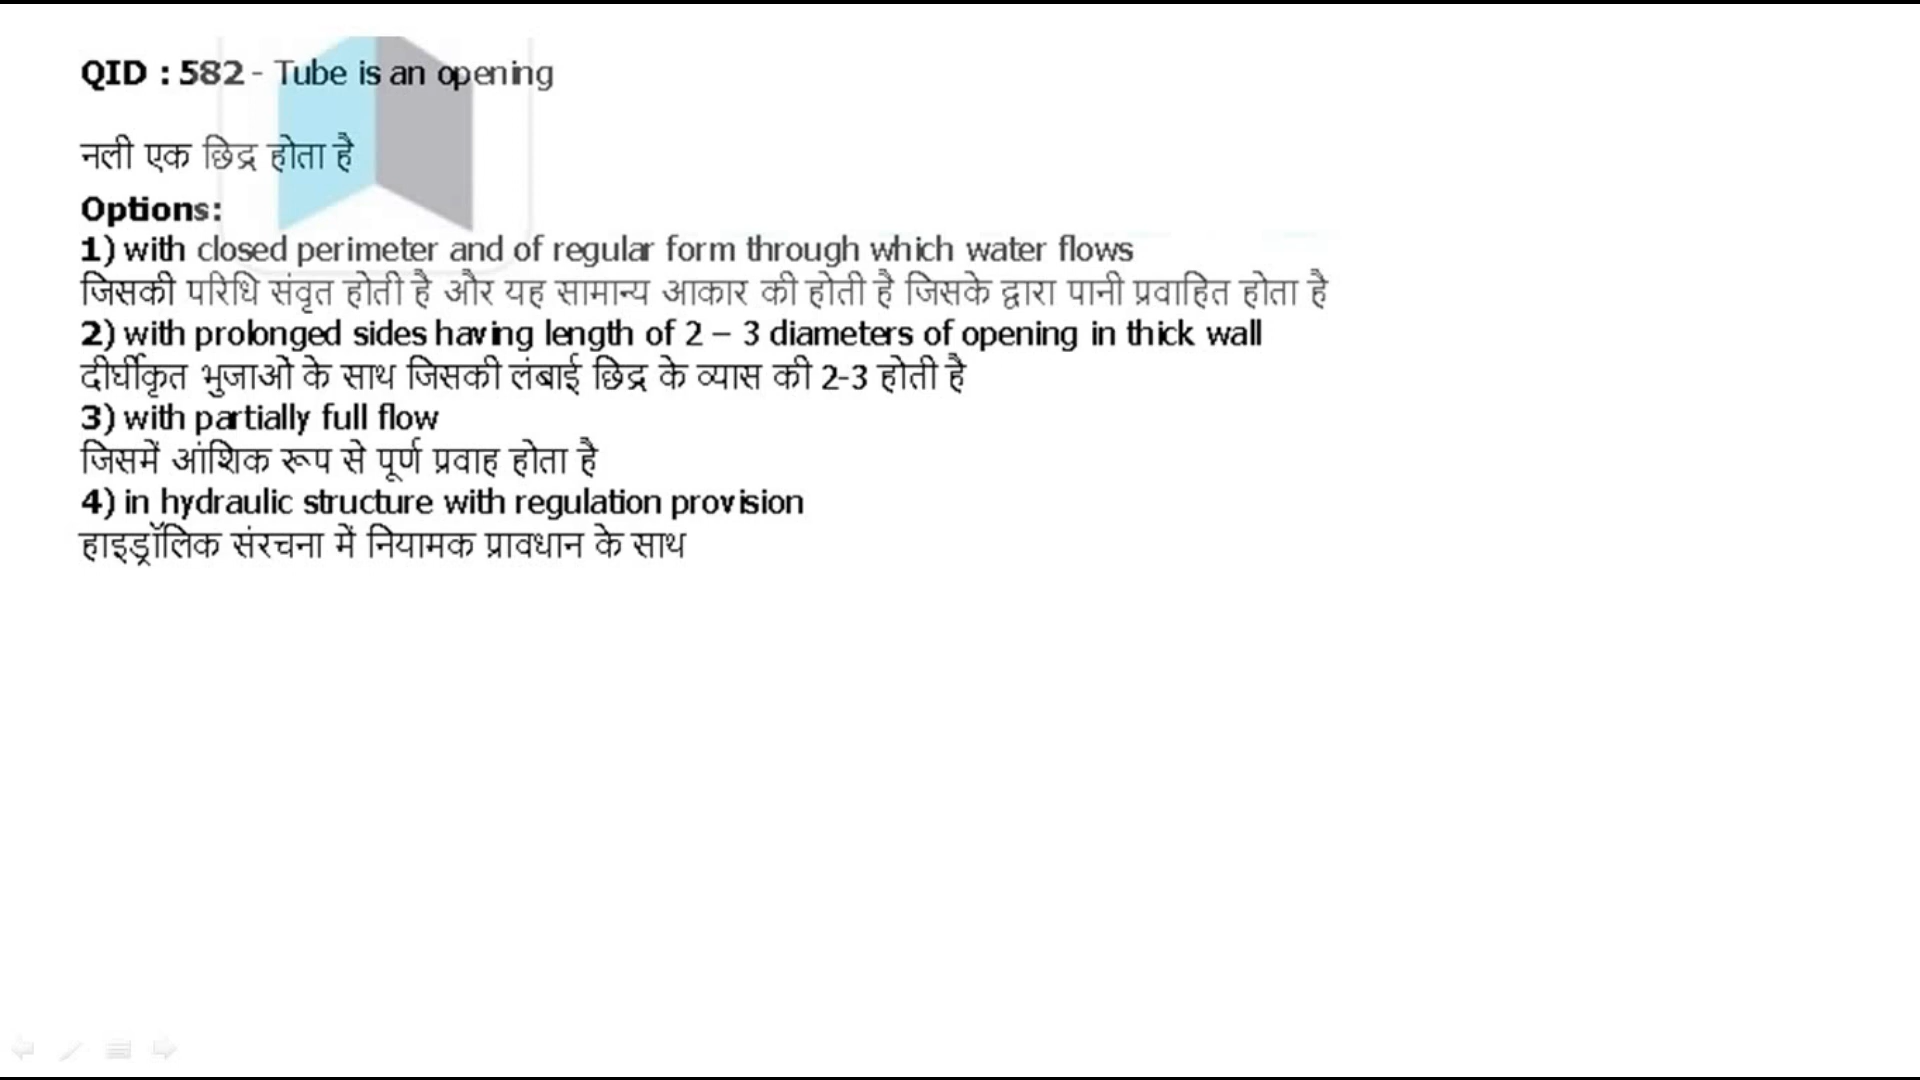 QID : 582 - Tube is an opening
नली एक छिद्र होता है
Options:
1) with closed perimeter and of regular form through which water flows
जिसकी परिधि संवृत होती है और यह सामान्य आकार की होती है जिसके द्वारा पानी प्रवाहित होता है
2) with prolonged sides having length of 2 – 3 diameters of opening in thick wall
दीर्घीकृत भुजाओं के साथ जिसकी लंबाई छिद्र के व्यास की 2-3 होती है
3) with partially full flow
जिसमें आंशिक रूप से पूर्ण प्रवाह होता है
4) in hydraulic structure with regulation provision
हाइड्रॉलिक संरचना में नियामक प्रावधान के साथ